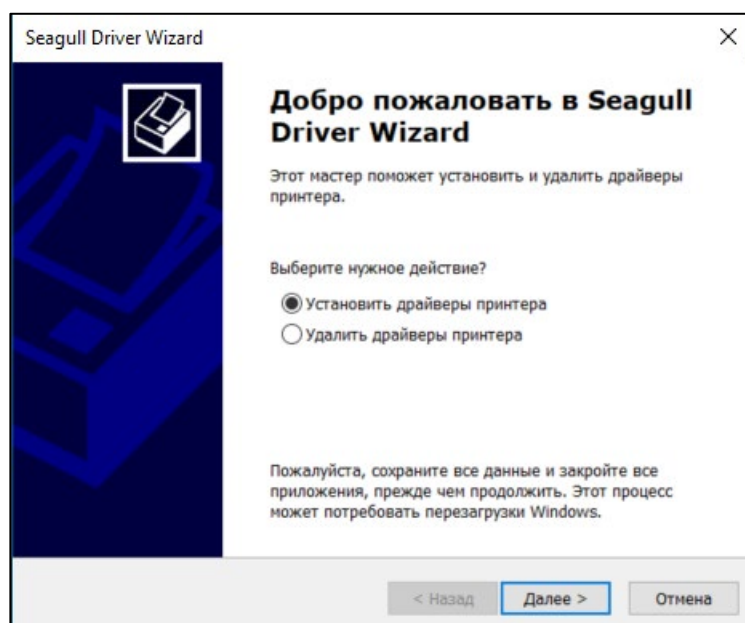 Seagull Driver Wizard
Добро пожаловать в Seagull
Driver Wizard
Этот мастер поможет установить и удалить драйверы
принтера.
Выберите нужное действие?
Установить драйверы принтера
Удалить драйверы принтера
Пожалуйста, сохраните все данные и закройте все
приложения, прежде чем продолжить. Этот процесс
может потребовать перезагрузки Windows.
< Назад
Далее >
Отмена